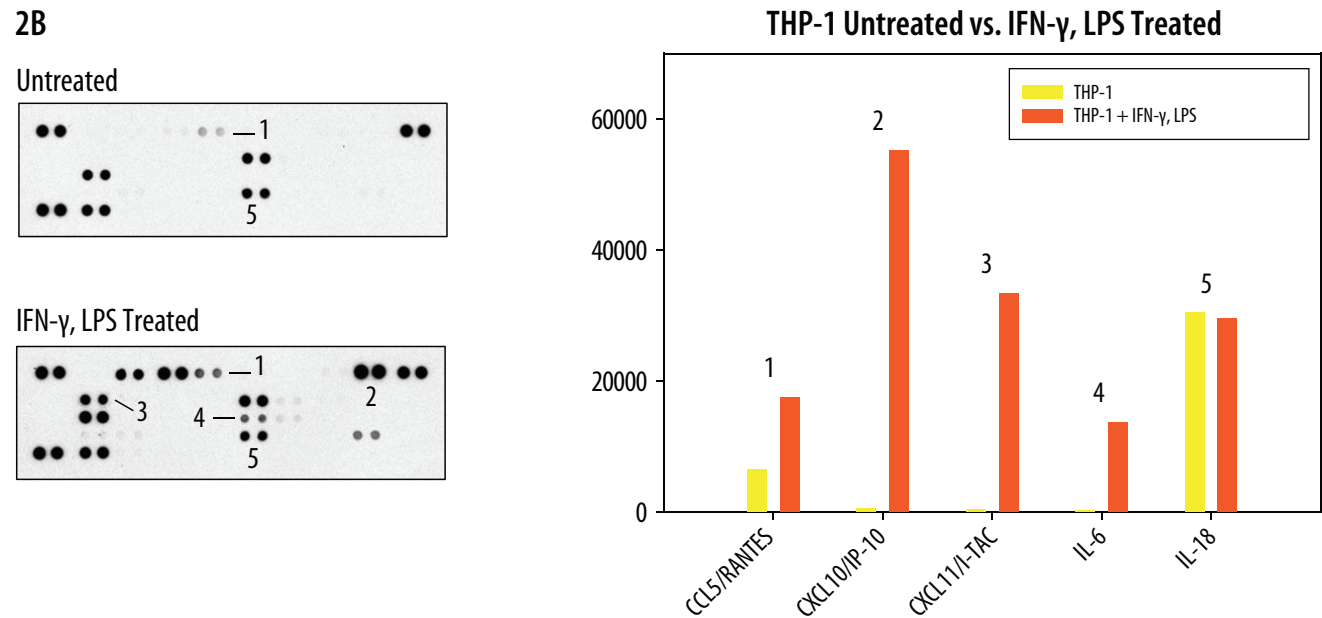 2B
Untreated
1
5
IFN-γ, LPS Treated
1
2
3
4
5
THP-1 Untreated vs. IFN-γ, LPS Treated
THP-1
THP-1 + IFN-γ, LPS
60000
40000
20000
0
1
2
3
4
5
CCL5/RANTES
CXCL10/IP-10
CXCL11/I-TAC
IL-6
IL-18